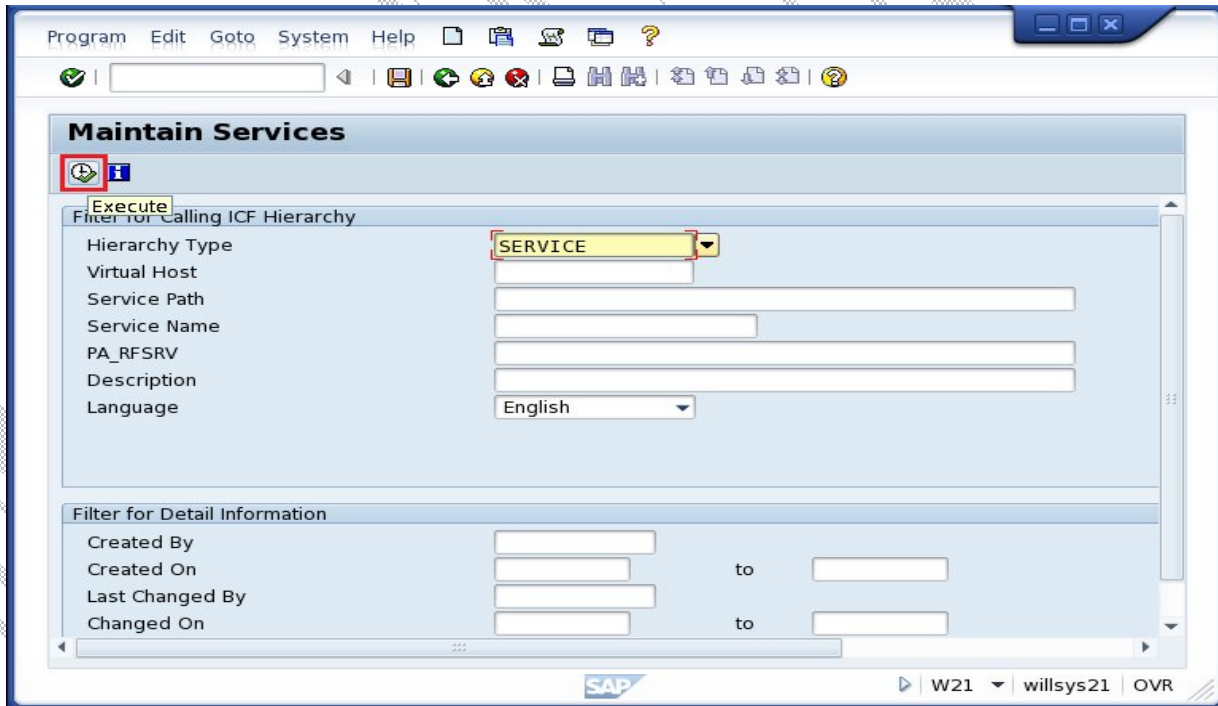 Program Edit Goto System Help
Maintain Services
Execute
Filter for Calling ICF Hierarchy
Hierarchy Type SERVICE
Virtual Host
Service Path
Service Name
PA_RFSRV
Description
Language English
Filter for Detail Information
Created By
Created On to
Last Changed By
Changed On to
SAP W21 willsys21 OVR